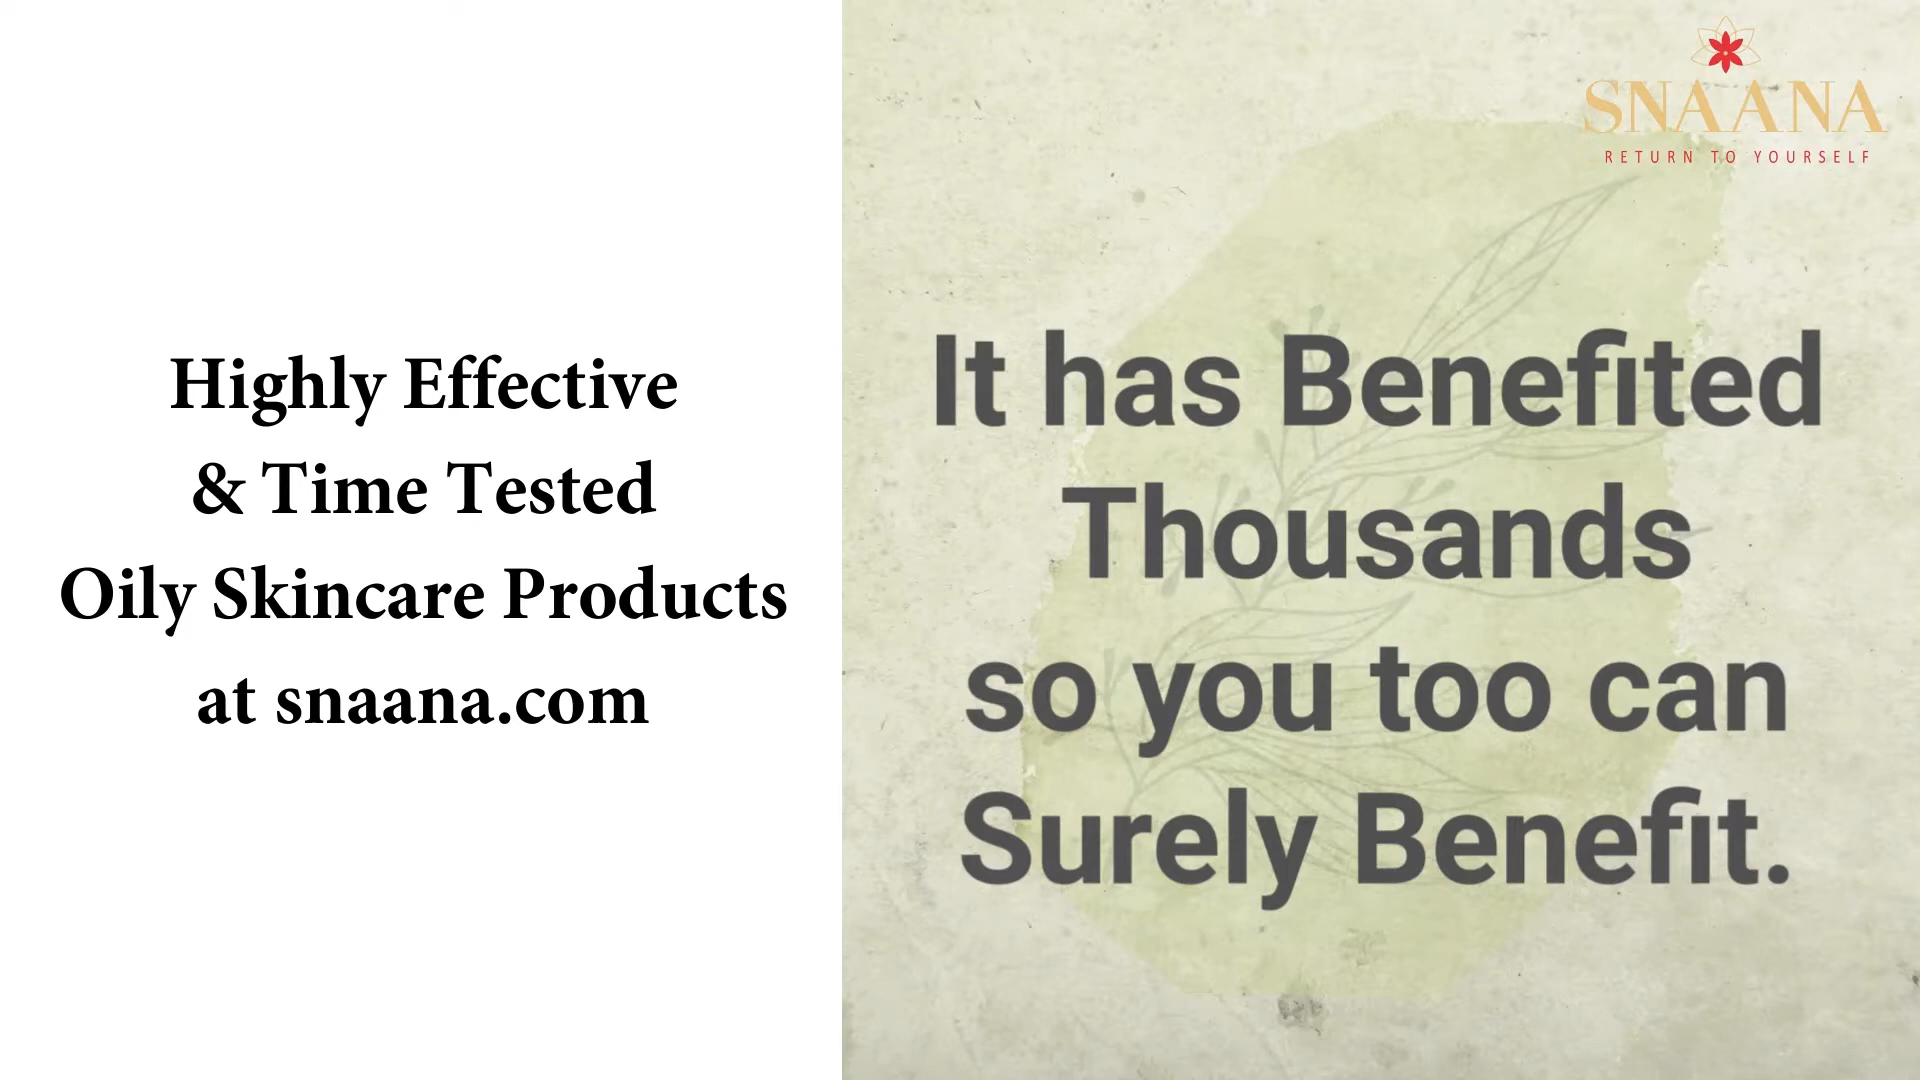 Highly Effective
& Time Tested
Oily Skincare Products
at snaana.com
SNAANA
RETURN TO YOURSELF
It has Benefited
Thousands
so you too can
Surely Benefit.